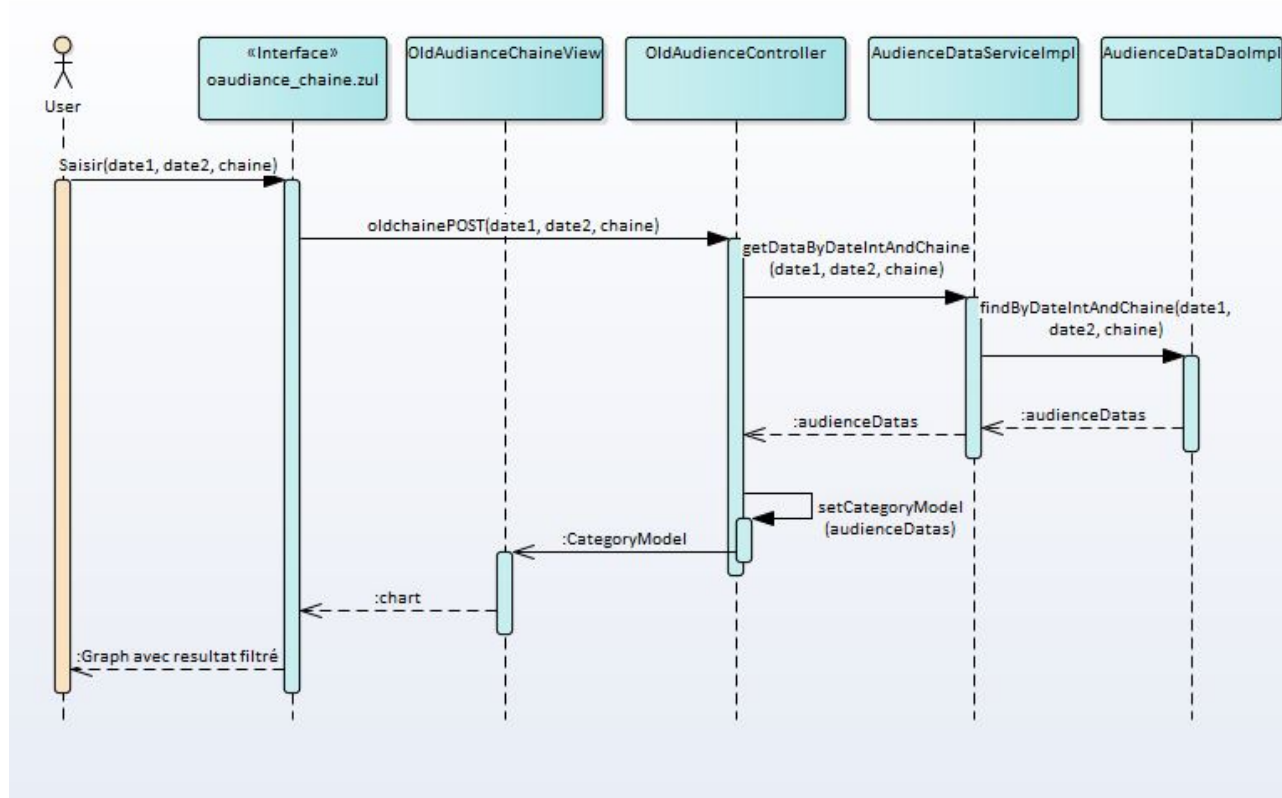 «Interface»
oaudiance_chaine.zul
OldAudianceChaineView
OldAudienceController
AudienceDataServiceImpl
AudienceDataDaoImpl
User
Saisir(date1, date2, chaine)
oldchainePOST(date1, date2, chaine)
getDataByDateIntAndChaine
(date1, date2, chaine)
findByDateIntAndChaine(date1,
date2, chaine)
:audienceDatas
:audienceDatas
setCategoryModel
(audienceDatas)
:CategoryModel
:chart
:Graph avec resultat filtré